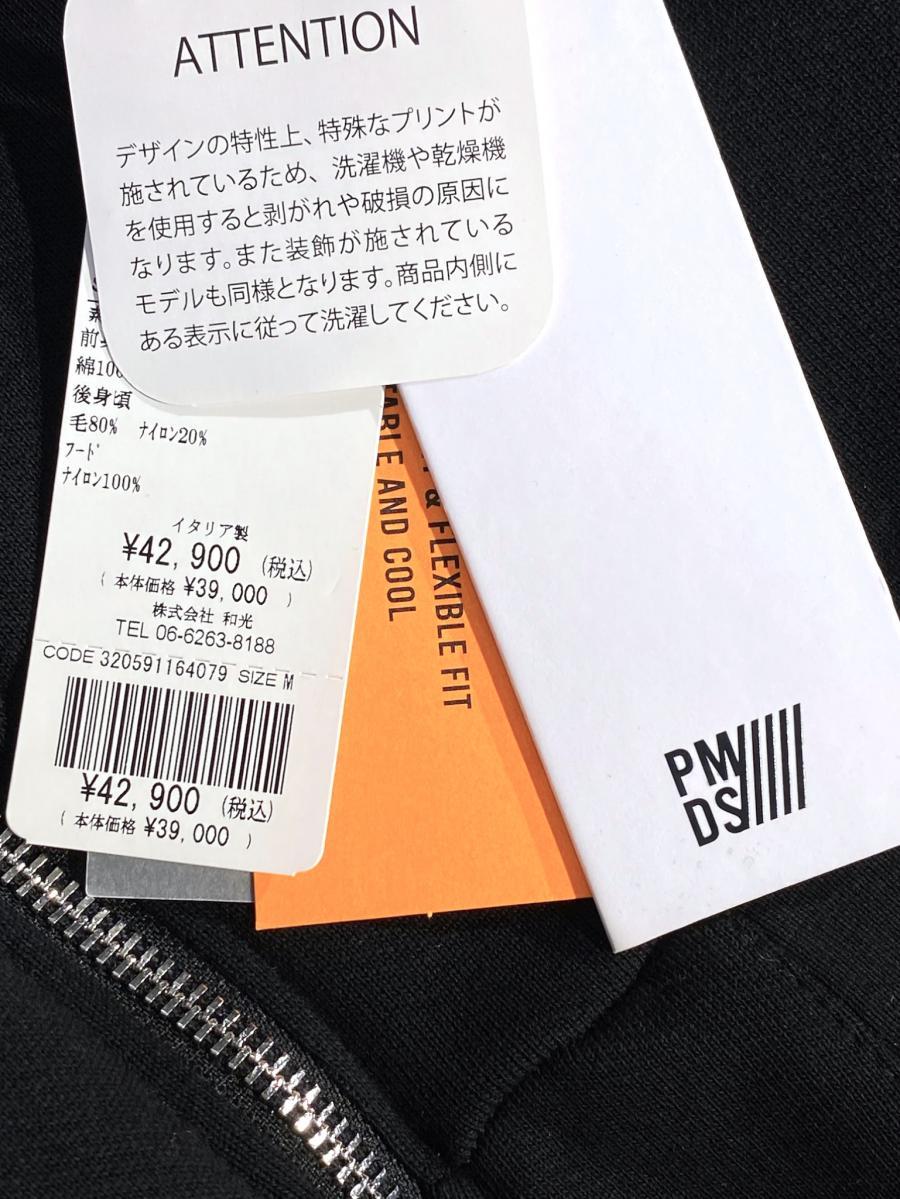 ATTENTION
デザインの特性上、特殊なプリントが
施されているため、洗濯機や乾燥機
を使用すると剥がれや破損の原因に
なります。また装飾が施されている
モデルも同様となります。商品内側に
ある表示に従って洗濯してください。
綿100
後身頃
毛80% ﾅｲﾛﾝ20%
ﾌｰﾄﾞ
ﾅｲﾛﾝ100%
イタリア製
¥42,900 (税込)
(本体価格 ¥39,000 )
株式会社 和光
TEL 06-6263-8188
CODE 320591164079 SIZE M
¥42,900 (税込)
(本体価格 ¥39,000 )
& FLEXIBLE FIT
AND COOL
PM
DS